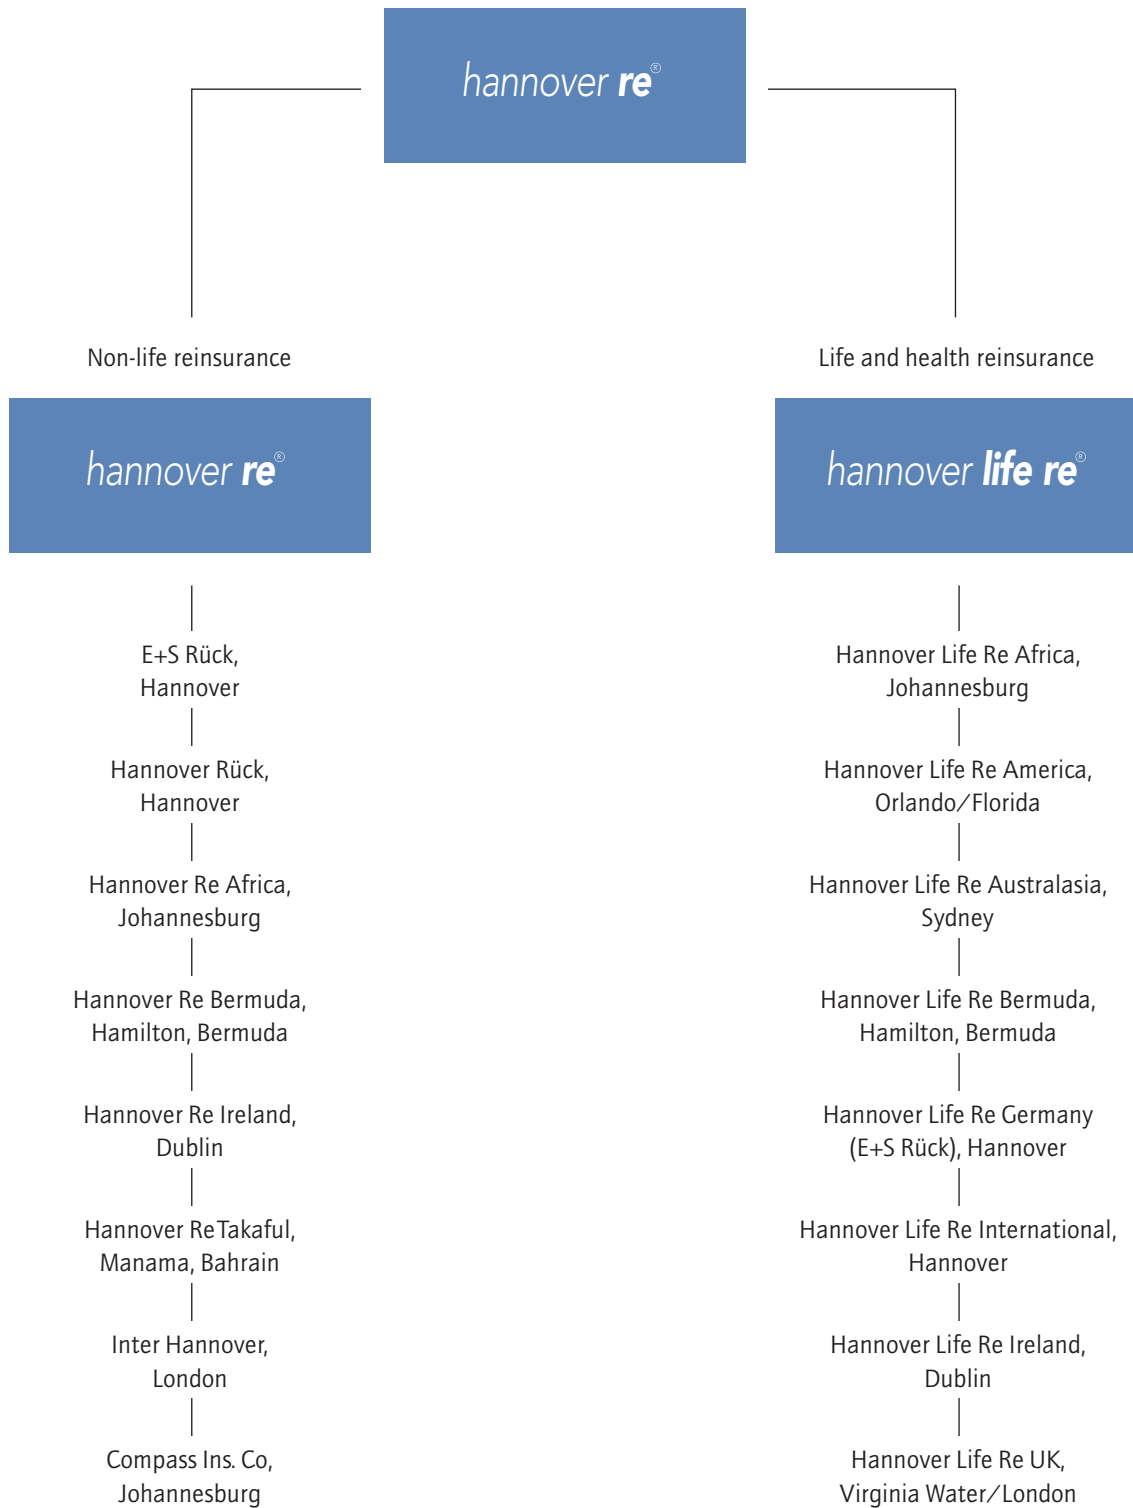 hannover re®
Non-life reinsurance
hannover re®
E+S Rück,
Hannover
Hannover Rück,
Hannover
Hannover Re Africa,
Johannesburg
Hannover Re Bermuda,
Hamilton, Bermuda
Hannover Re Ireland,
Dublin
Hannover Re Takaful,
Manama, Bahrain
Inter Hannover,
London
Compass Ins. Co,
Johannesburg
Life and health reinsurance
hannover life re®
Hannover Life Re Africa,
Johannesburg
Hannover Life Re America,
Orlando/Florida
Hannover Life Re Australasia,
Sydney
Hannover Life Re Bermuda,
Hamilton, Bermuda
Hannover Life Re Germany
(E+S Rück), Hannover
Hannover Life Re International,
Hannover
Hannover Life Re Ireland,
Dublin
Hannover Life Re UK,
Virginia Water/London